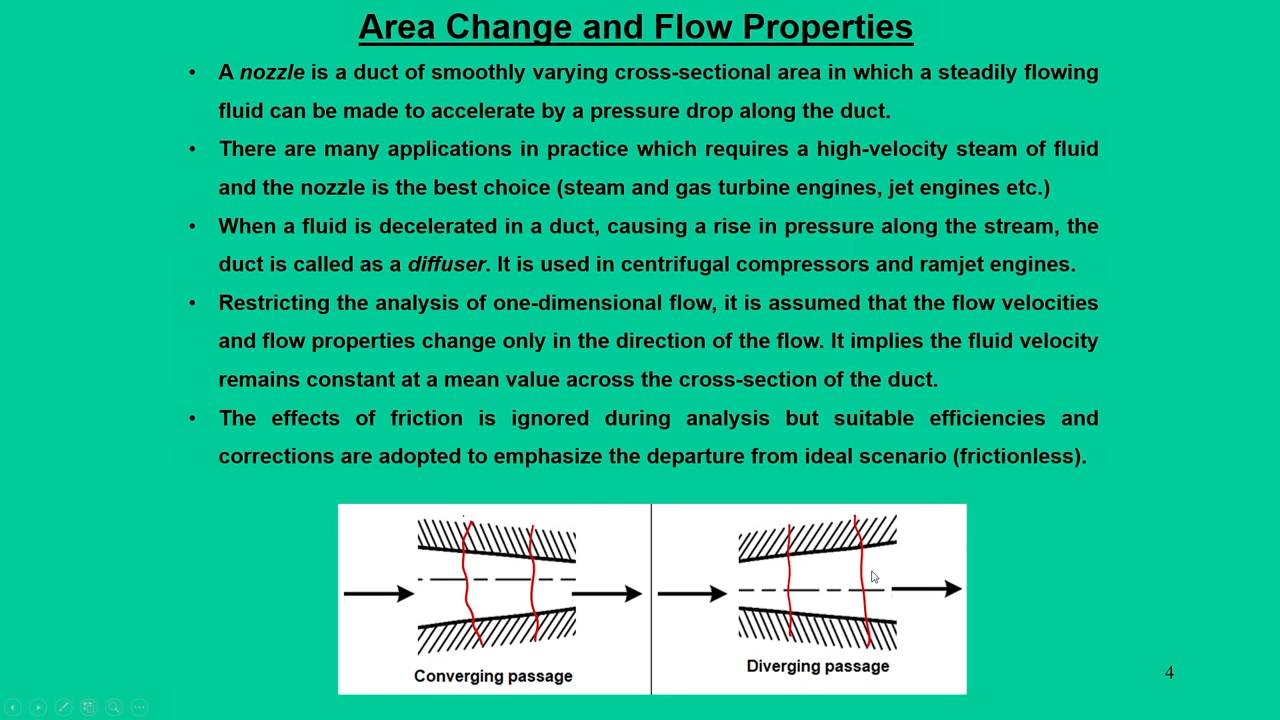 Area Change and Flow Properties
• A nozzle is a duct of smoothly varying cross-sectional area in which a steadily flowing
fluid can be made to accelerate by a pressure drop along the duct.
• There are many applications in practice which requires a high-velocity steam of fluid
and the nozzle is the best choice (steam and gas turbine engines, jet engines etc.)
• When a fluid is decelerated in a duct, causing a rise in pressure along the stream, the
duct is called as a diffuser. It is used in centrifugal compressors and ramjet engines.
• Restricting the analysis of one-dimensional flow, it is assumed that the flow velocities
and flow properties change only in the direction of the flow. It implies the fluid velocity
remains constant at a mean value across the cross-section of the duct.
• The effects of friction is ignored during analysis but suitable efficiencies and
corrections are adopted to emphasize the departure from ideal scenario (frictionless).
Converging passage
Diverging passage
4